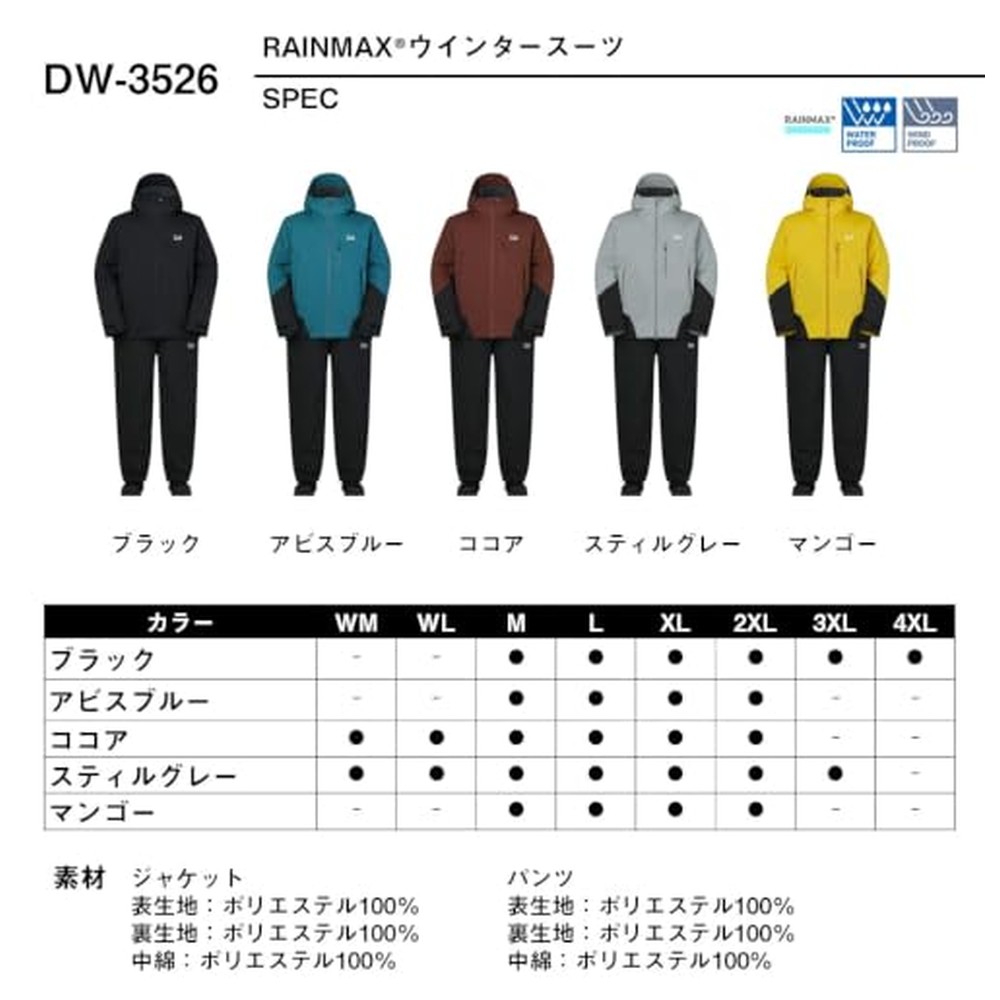 DW-3526
RAINMAX®ウインタースーツ
SPEC
RAINMAX
WATER
PROOF
WIND
PROOF
ブラック アビスブルー ココア スティルグレー マンゴー
カラー WM WL M L XL 2XL 3XL 4XL
ブラック - - ● ● ● ● ● ●
アビスブルー - - ● ● ● ● - -
ココア ● ● ● ● ● ● - -
スティルグレー ● ● ● ● ● ● ● -
マンゴー - - ● ● ● ● - -
素材 ジャケット パンツ
表生地：ポリエステル100% 表生地：ポリエステル100%
裏生地：ポリエステル100% 裏生地：ポリエステル100%
中綿：ポリエステル100% 中綿：ポリエステル100%